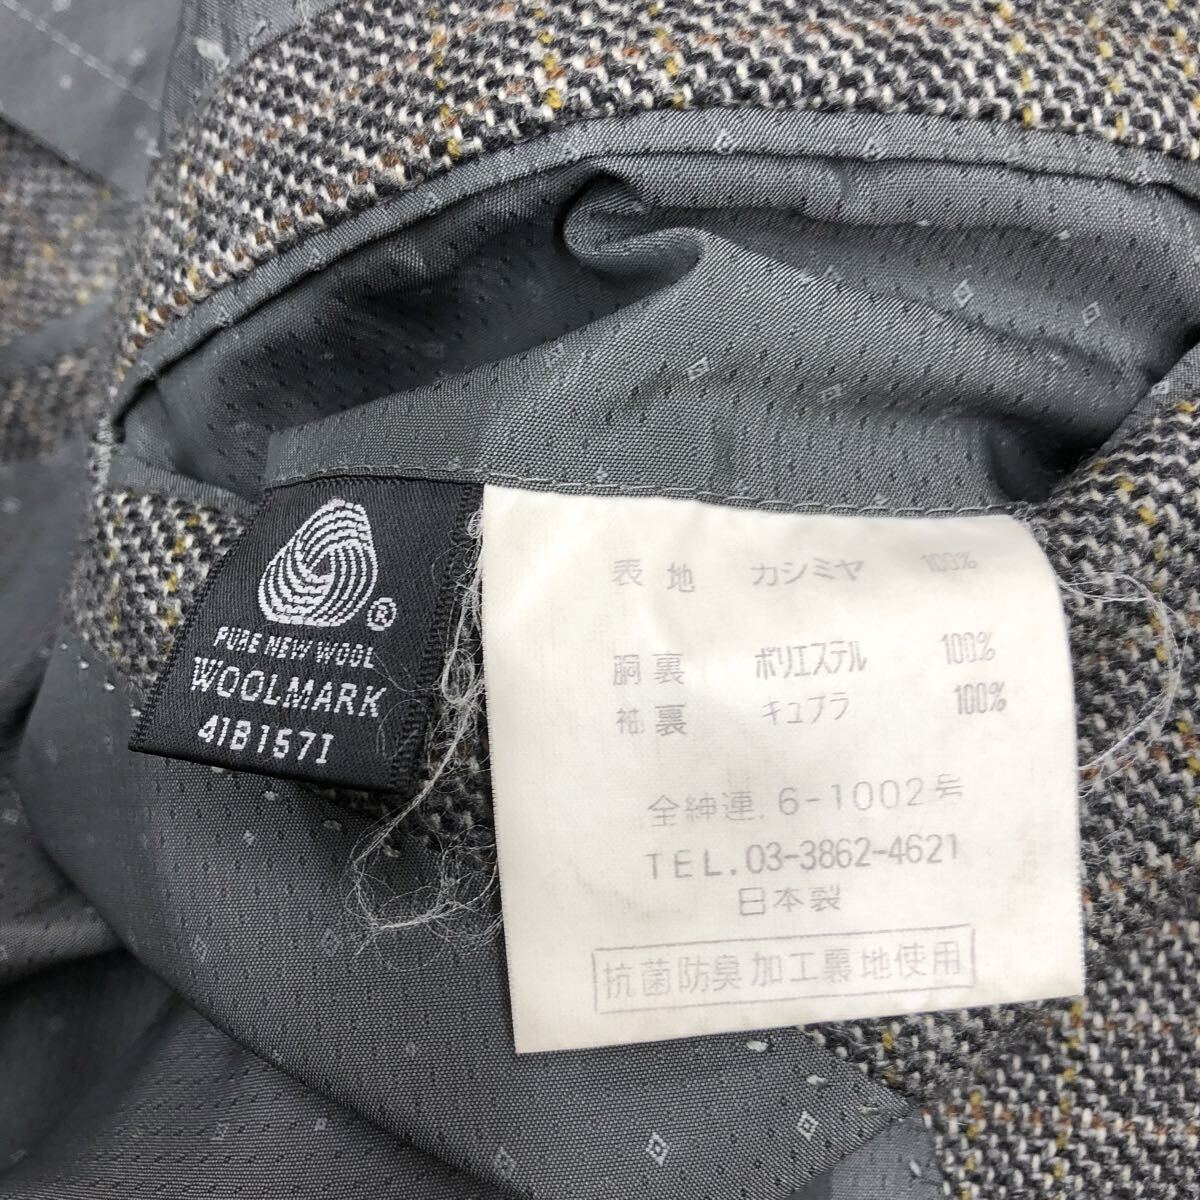 ®
PURE NEW WOOL
WOOLMARK
41B1571
表地 カシミヤ 100%
胴裏 ポリエステル 100%
袖裏 キュプラ 100%
全紳連.6-1002号
TEL.03-3862-4621
日本製
抗菌防臭加工裏地使用